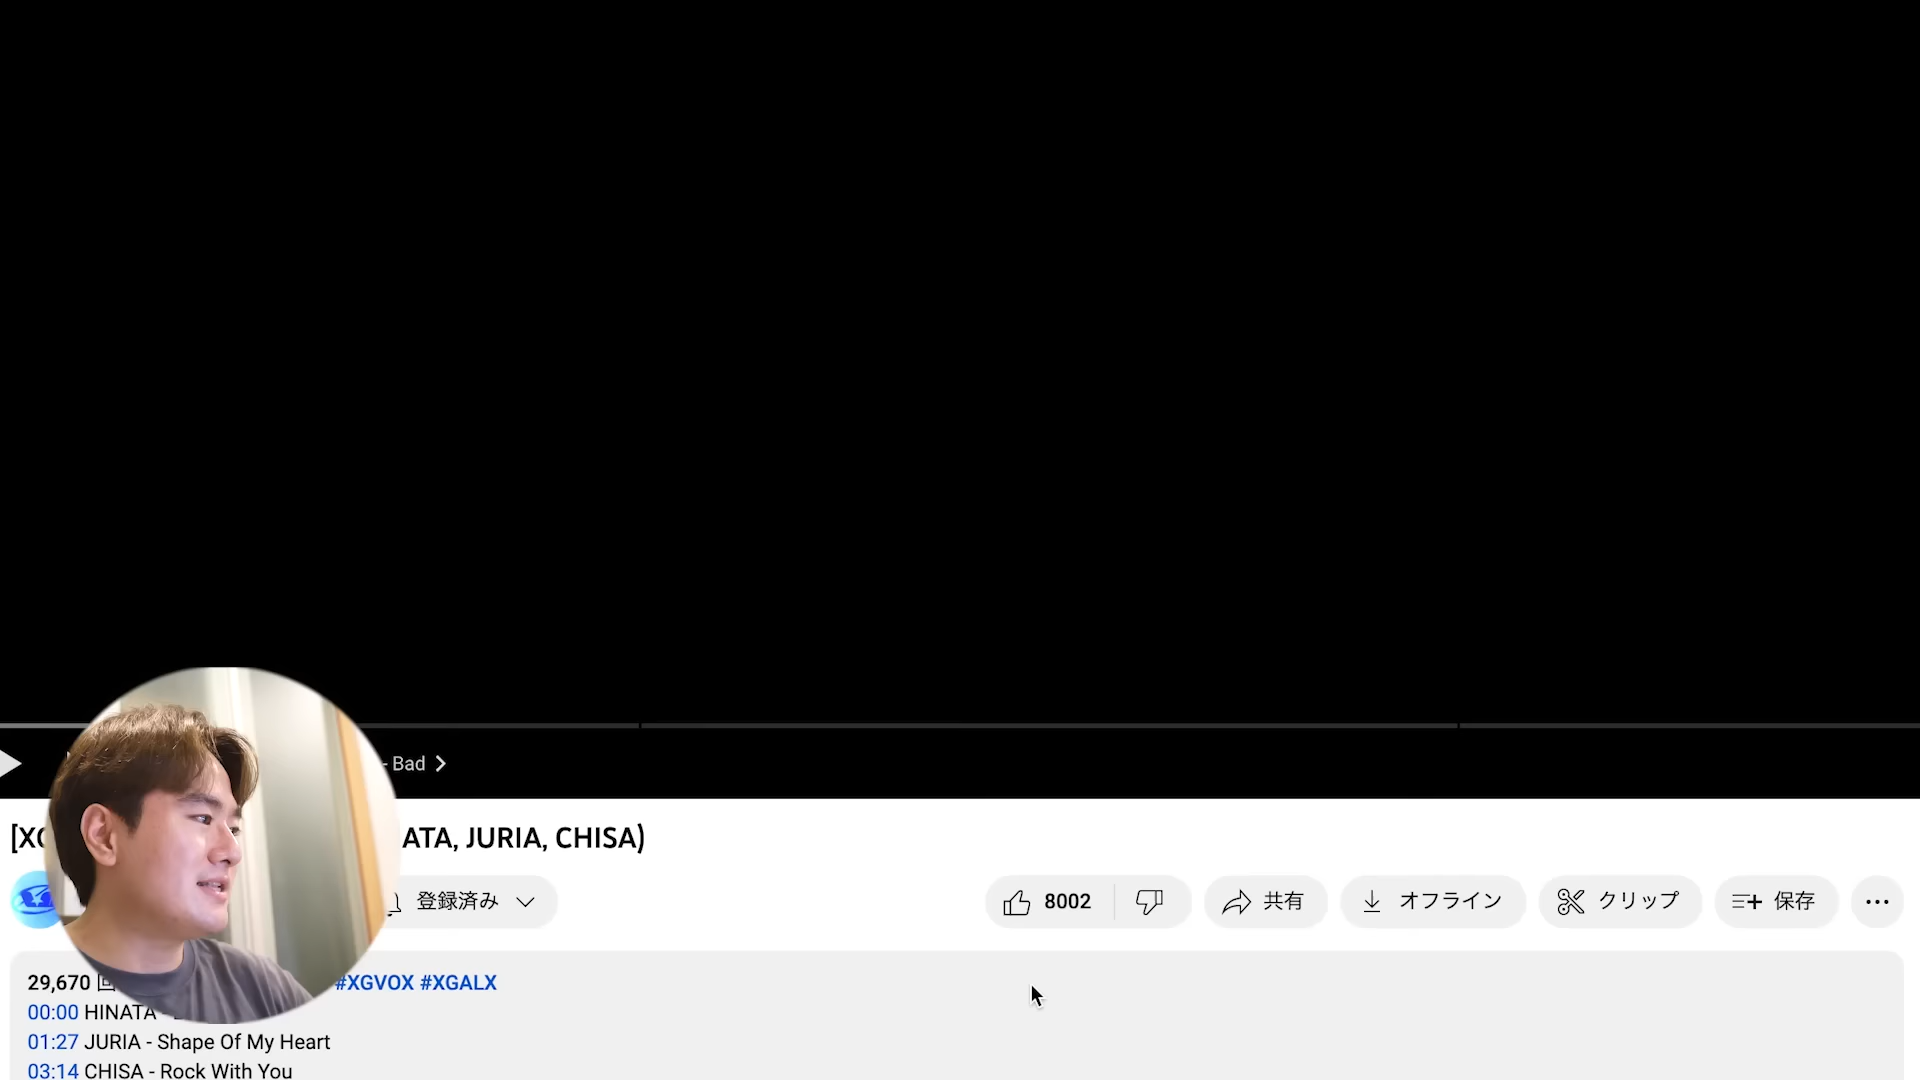 - Bad
[XG ATA, JURIA, CHISA)
登録済み
8002
共有
オフライン
クリップ
保存
29,670 回 #XGVOX #XGALX
00:00 HINATA -
01:27 JURIA - Shape Of My Heart
03:14 CHISA - Rock With You